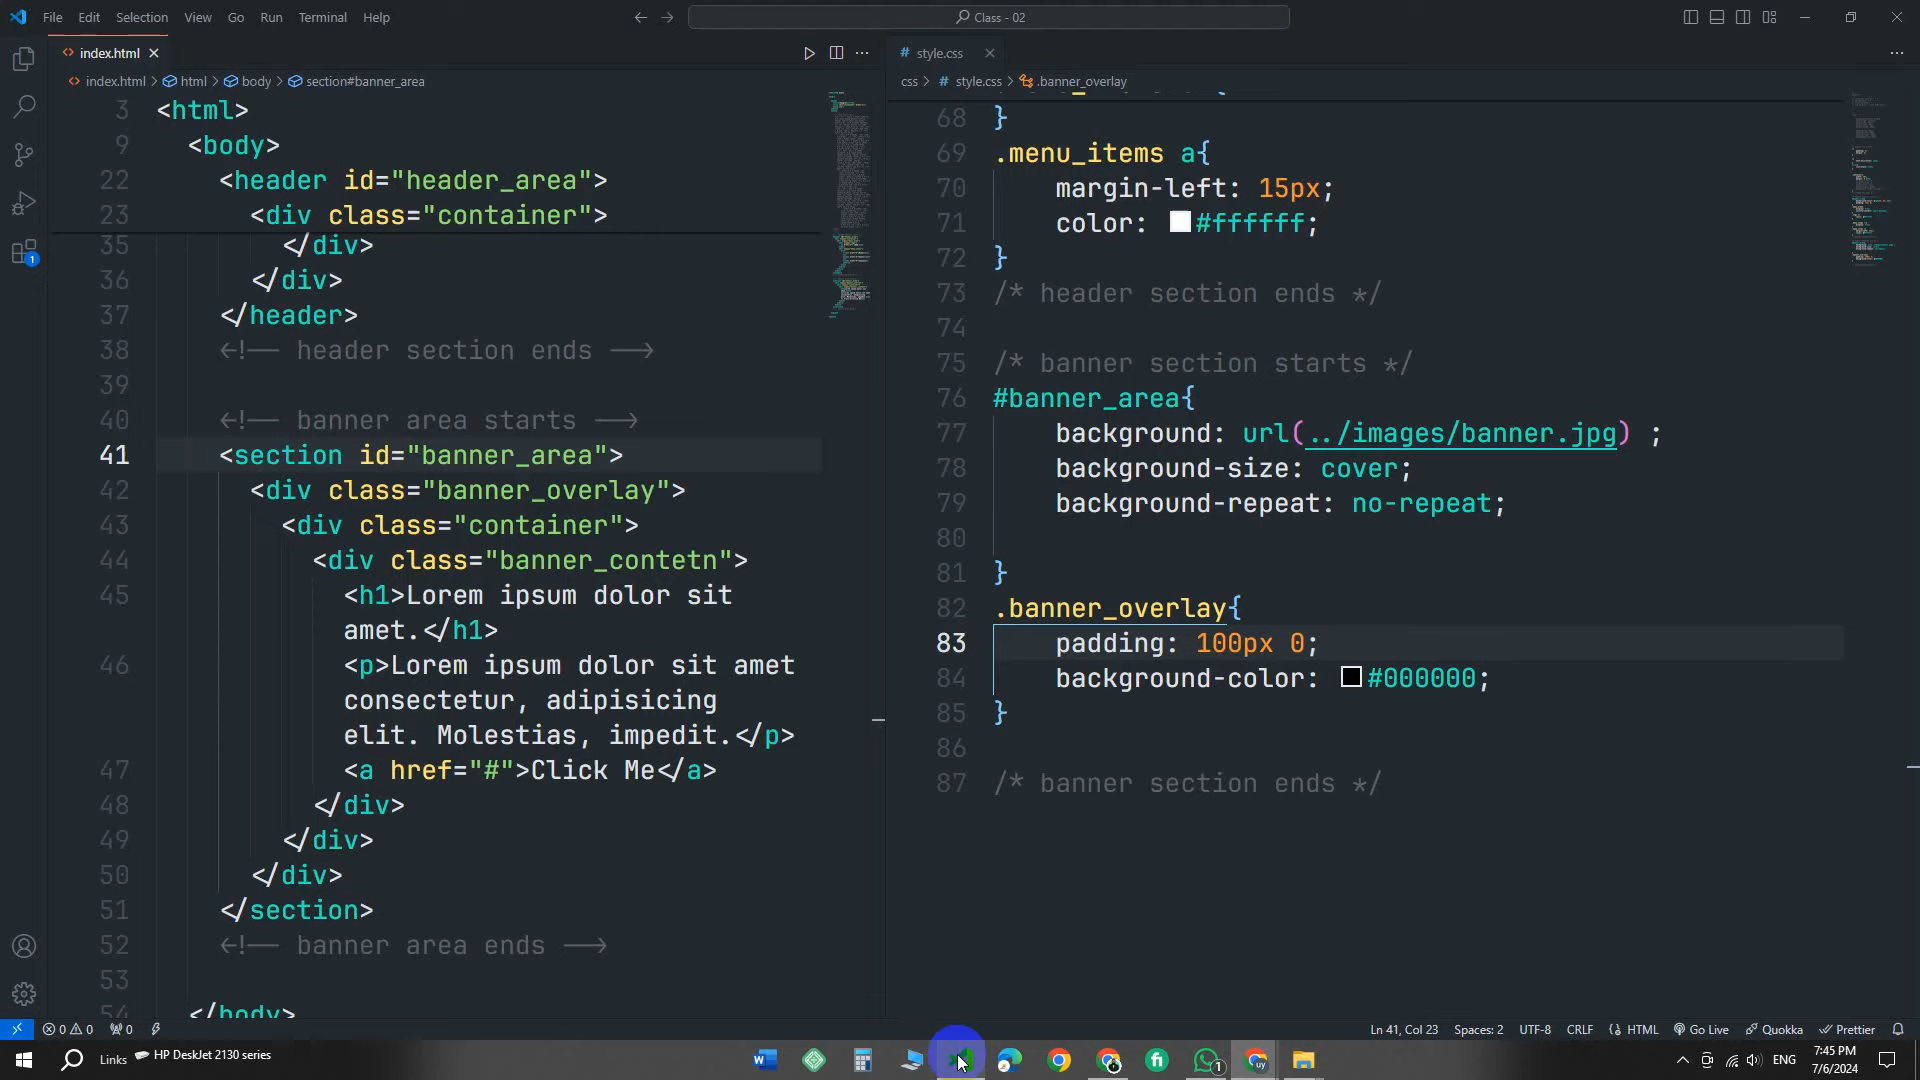 File Edit Selection View Go Run Terminal Help
Class - 02
index.html
index.html > html > body > section#banner_area
3 <html>
9 <body>
22 <header id="header_area">
23 <div class="container">
35 </div>
36 </div>
37 </header>
38 <!-- header section ends -->
39
40 <!-- banner area starts -->
41 <section id="banner_area">
42 <div class="banner_overlay">
43 <div class="container">
44 <div class="banner_contetn">
45 <h1>Lorem ipsum dolor sit
amet.</h1>
46 <p>Lorem ipsum dolor sit amet
consectetur, adipisicing
elit. Molestias, impedit.</p>
47 <a href="#">Click Me</a>
48 </div>
49 </div>
50 </div>
51 </section>
52 <!-- banner area ends -->
53
54 </body>
style.css
css > style.css > .banner_overlay
68 }
69 .menu_items a{
70 margin-left: 15px;
71 color: #ffffff;
72 }
73 /* header section ends */
74
75 /* banner section starts */
76 #banner_area{
77 background: url(../images/banner.jpg) ;
78 background-size: cover;
79 background-repeat: no-repeat;
80
81 }
82 .banner_overlay{
83 padding: 100px 0;
84 background-color: #000000;
85 }
86
87 /* banner section ends */
1
0 0 0
Ln 41, Col 23 Spaces: 2 UTF-8 CRLF HTML Go Live Quokka Prettier
Links HP DeskJet 2130 series
1
ENG
7:45 PM
7/6/2024